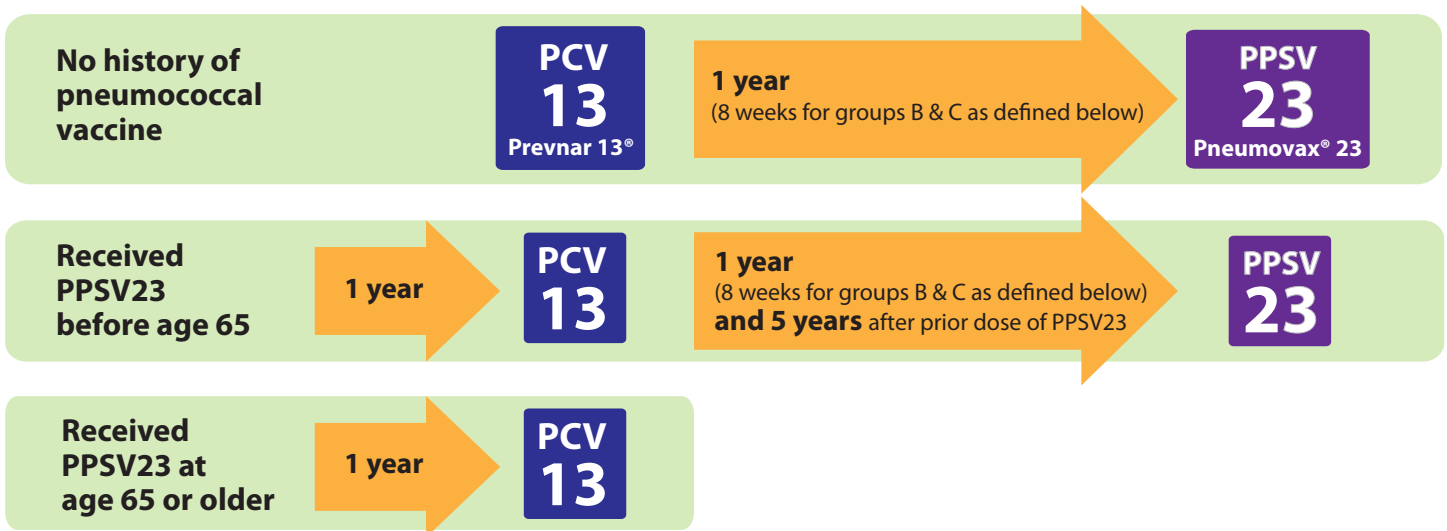 No history of
pneumococcal
vaccine
PCV
13
Prevnar 13®
1 year
(8 weeks for groups B & C as defined below)
PPSV
23
Pneumovax® 23
Received
PPSV23
before age 65
1 year
PCV
13
1 year
(8 weeks for groups B & C as defined below)
and 5 years after prior dose of PPSV23
PPSV
23
Received
PPSV23 at
age 65 or older
1 year
PCV
13